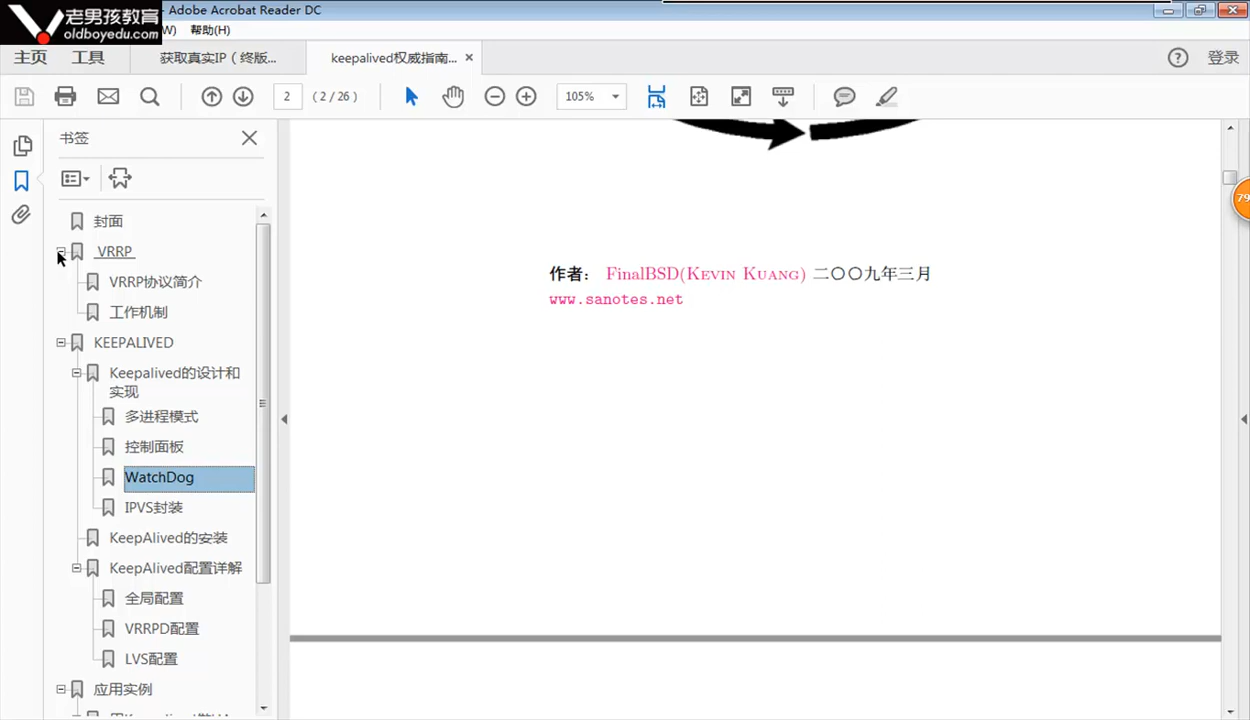 老男孩教育
oldboyedu.com
- Adobe Acrobat Reader DC
W) 帮助(H)
主页 工具 获取真实IP（终版... keepalived权威指南... × 登录
2 (2 / 26) 105%
书签
封面
VRRP
VRRP协议简介
工作机制
KEEPALIVED
Keepalived的设计和
实现
多进程模式
控制面板
WatchDog
IPVS封装
KeepAlived的安装
KeepAlived配置详解
全局配置
VRRPD配置
LVS配置
应用实例
作者： FinalBSD(Kevin Kuang) 二〇〇九年三月
www.sanotes.net
79